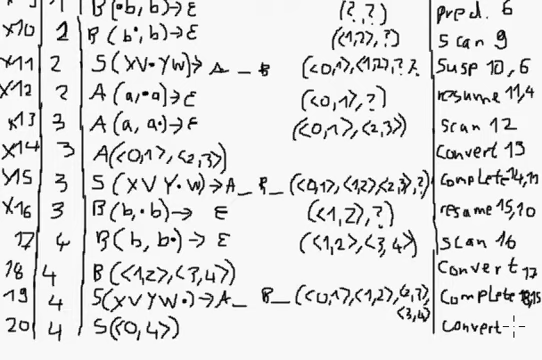 B(•b, b)→ε (?,?) pred. 6
X10 2 B(b•, b)→ε (<1,2>,?) Scan 9
X11 2 S(XV•YW)→A_B (<0,1>,<1,2>,?,? Susp 10,6
X12 2 A(a,•a)→ε (<0,1>,?) resume 11,4
X13 3 A(a, a•)→ε (<0,1>,<2,3>) scan 12
X14 3 A(<0,1>,<2,3>) Convert 13
X15 3 S(XVY•W)→A_B_ (<0,1>,<1,2>,<2,3>,?) Complete 14,11
X16 3 B(b,•b)→ε (<1,2>,?) resume 15,10
17 4 B(b, b•)→ε (<1,2>,<3,4>) Scan 16
18 4 B(<1,2>,<3,4>) Convert 17
19 4 S(XVYW•)→A_B_ (<0,1>,<1,2>,<2,3>, Complete 18,15
<3,4>
20 4 S(<0,4>) Convert